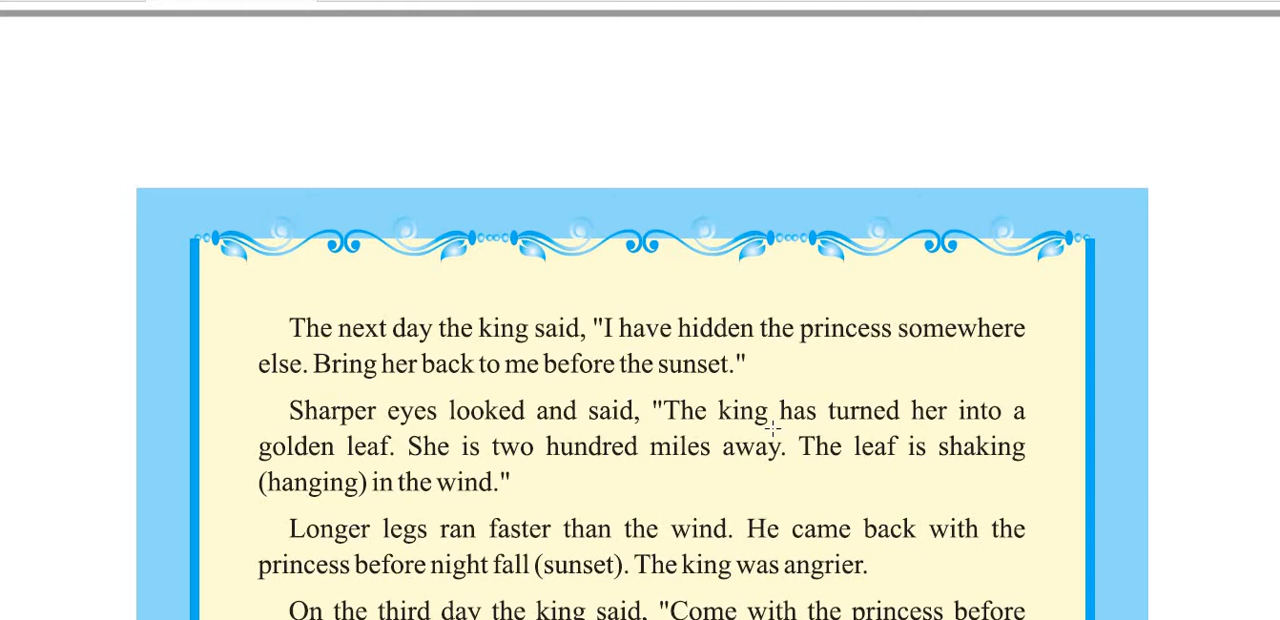 The next day the king said, "I have hidden the princess somewhere
else. Bring her back to me before the sunset."
Sharper eyes looked and said, "The king has turned her into a
golden leaf. She is two hundred miles away. The leaf is shaking
(hanging) in the wind."
Longer legs ran faster than the wind. He came back with the
princess before night fall (sunset). The king was angrier.
On the third day the king said, "Come with the princess before